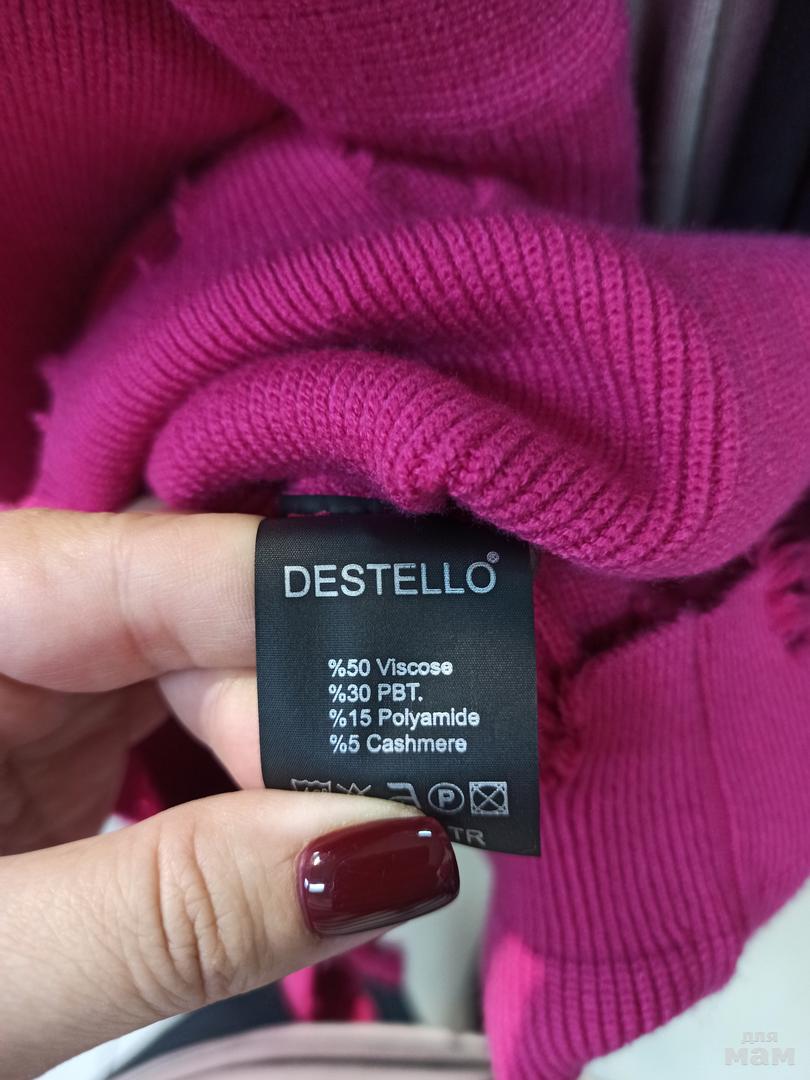 DESTELLO®
%50 Viscose
%30 PBT.
%15 Polyamide
%5 Cashmere
P
TR
для
мам